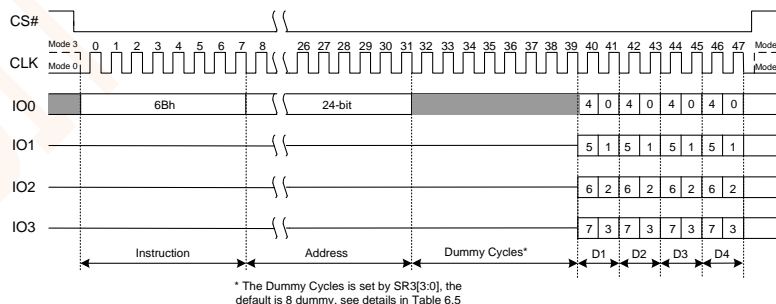 CS#
Mode 3 0 1 2 3 4 5 6 7 8 26 27 28 29 30 31 32 33 34 35 36 37 38 39 40 41 42 43 44 45 46 47 Mode
CLK
Mode 0 Mode
IO0 6Bh 24-bit 4 0 4 0 4 0 4 0
IO1 5 1 5 1 5 1 5 1
IO2 6 2 6 2 6 2 6 2
IO3 7 3 7 3 7 3 7 3
Instruction Address Dummy Cycles* D1 D2 D3 D4
* The Dummy Cycles is set by SR3[3:0], the
default is 8 dummy, see details in Table 6.5